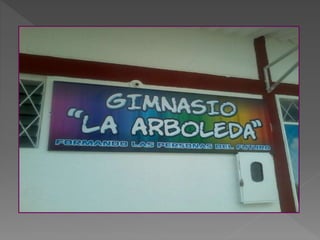 GIMNASIO
"LA ARBOLEDA"
FORMANDO LAS PERSONAS DEL FUTURO